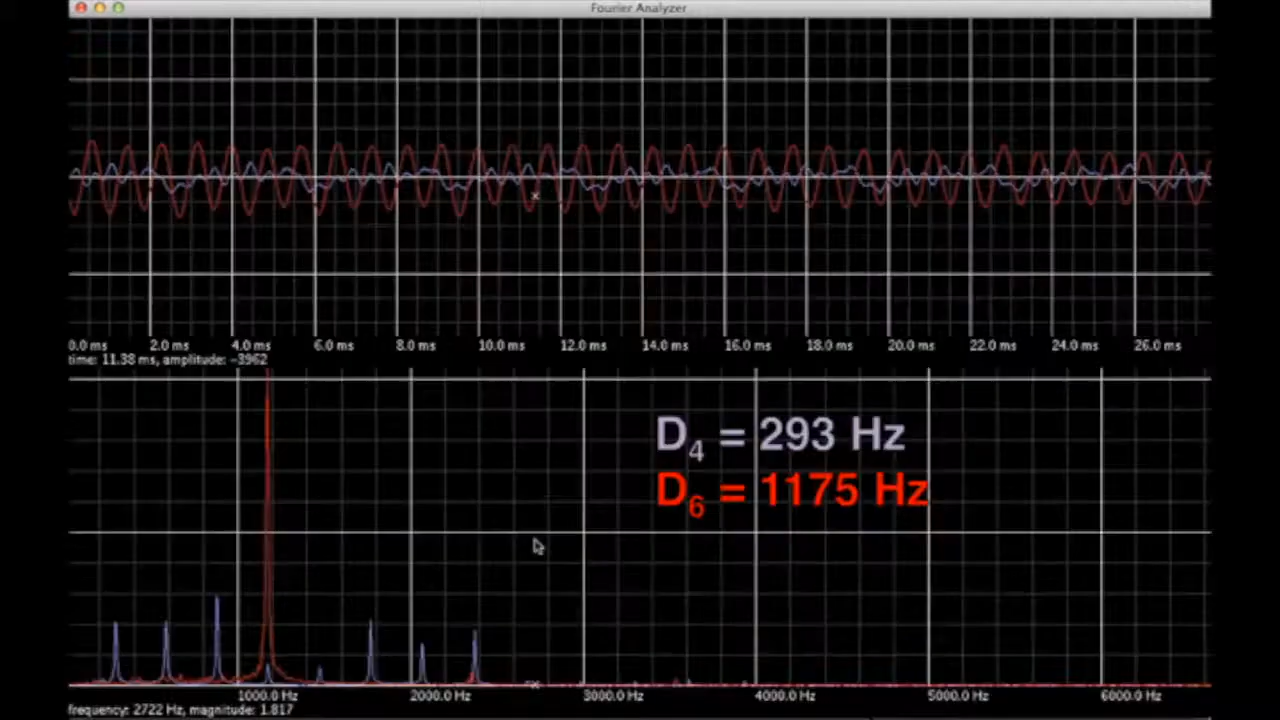 Fourier Analyzer
0.0 ms 2.0 ms 4.0 ms 6.0 ms 8.0 ms 10.0 ms 12.0 ms 14.0 ms 16.0 ms 18.0 ms 20.0 ms 22.0 ms 24.0 ms 26.0 ms
time: 11.38 ms, amplitude: -3962
D4 = 293 Hz
D6 = 1175 Hz
1000.0 Hz 2000.0 Hz 3000.0 Hz 4000.0 Hz 5000.0 Hz 6000.0 Hz
frequency: 2722 Hz, magnitude: 1.817